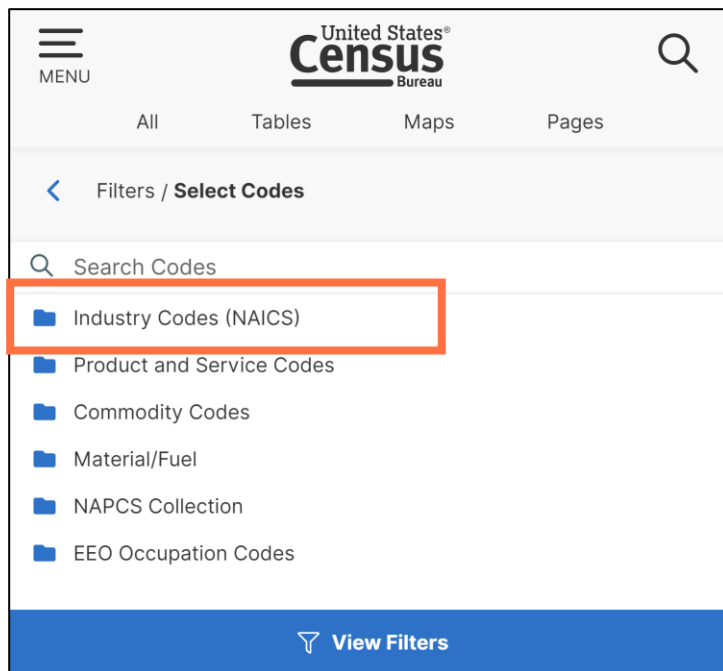 United States®
Census
Bureau
MENU
All Tables Maps Pages
Filters / Select Codes
Search Codes
Industry Codes (NAICS)
Product and Service Codes
Commodity Codes
Material/Fuel
NAPCS Collection
EEO Occupation Codes
View Filters